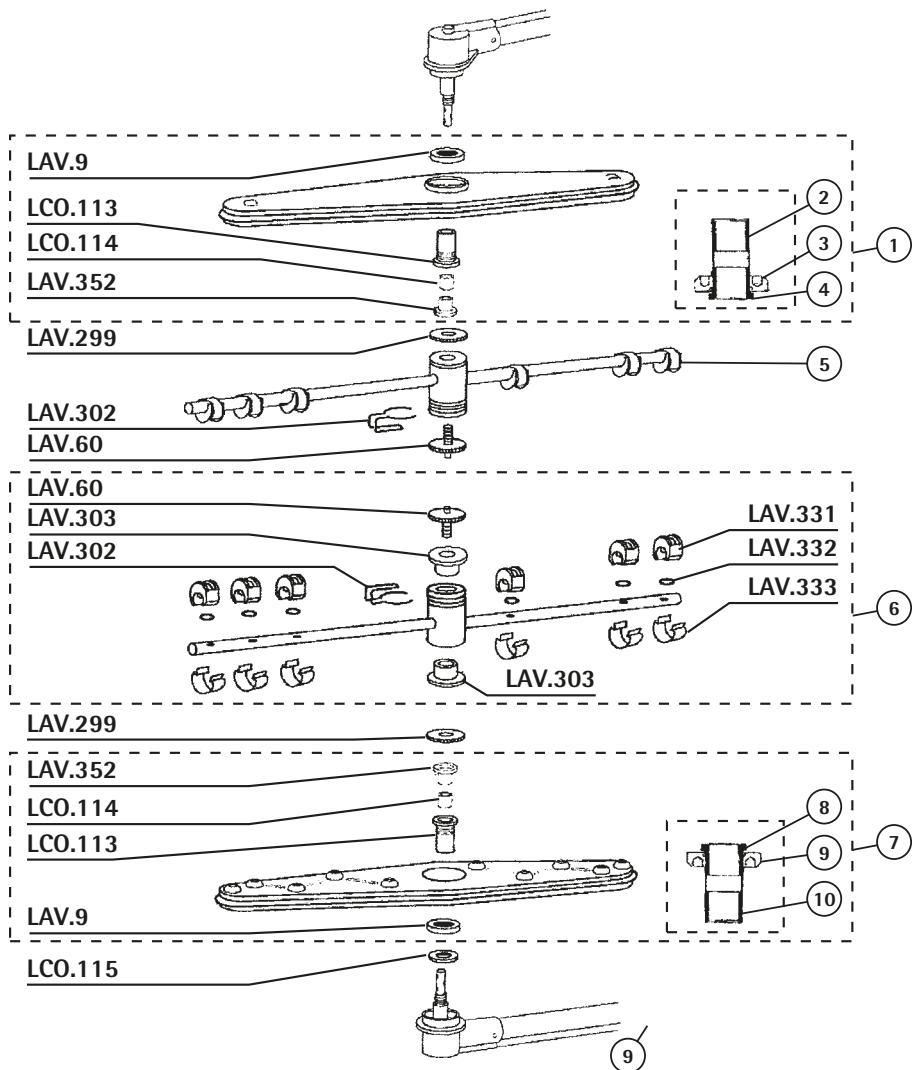 LAV.9
LCO.113
LCO.114
LAV.352
2
3
4
1
LAV.299
5
LAV.302
LAV.60
LAV.60
LAV.303
LAV.302
LAV.331
LAV.332
LAV.333
6
LAV.303
LAV.299
LAV.352
LCO.114
LCO.113
8
9
10
7
LAV.9
LCO.115
9